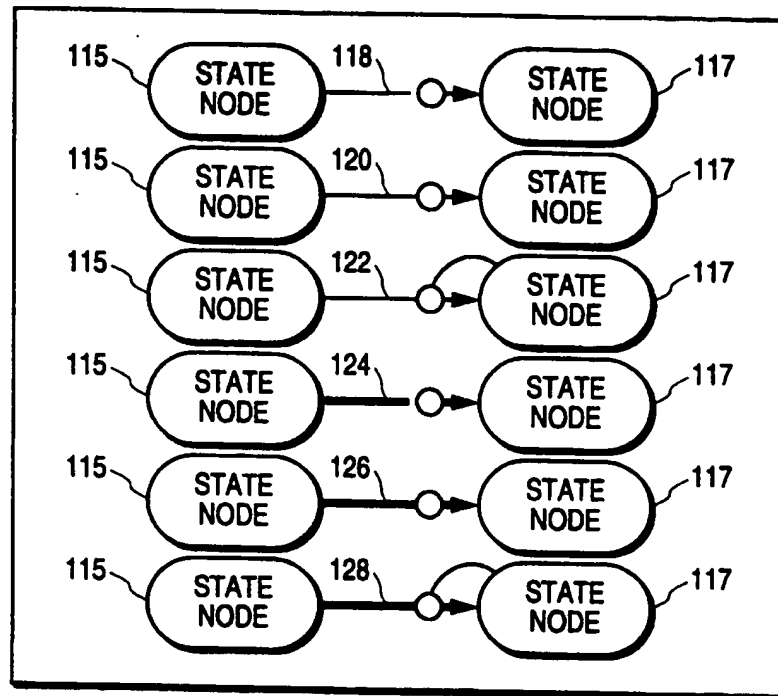 115 STATE NODE 118 STATE NODE 117
115 STATE NODE 120 STATE NODE 117
115 STATE NODE 122 STATE NODE 117
115 STATE NODE 124 STATE NODE 117
115 STATE NODE 126 STATE NODE 117
115 STATE NODE 128 STATE NODE 117